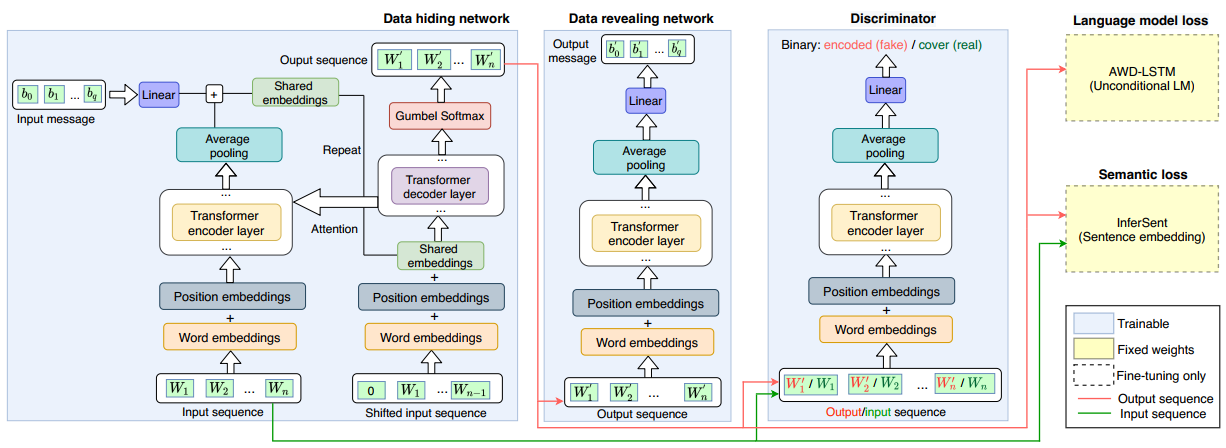 Data hiding network
Ouput sequence
W'1 W'2 ... W'n
b0 b1 ... bq
Input message
Linear
+
Shared
embeddings
Gumbel Softmax
Average
pooling
Repeat
...
Transformer
encoder layer
...
...
Transformer
decoder layer
...
Attention
Shared
embeddings
+
Position embeddings
+
Word embeddings
W1 W2 ... Wn
Input sequence
Position embeddings
+
Word embeddings
0 W1 ... Wn−1
Shifted input sequence
Data revealing network
Output
message
b'0 b'1 ... b'q
Linear
Average
pooling
...
Transformer
encoder layer
...
Position embeddings
+
Word embeddings
W'1 W'2 ... W'n
Output sequence
Discriminator
Binary: encoded (fake) / cover (real)
Linear
Average
pooling
...
Transformer
encoder layer
...
Position embeddings
+
Word embeddings
W'1 / W1 W'2 / W2 ... W'n / Wn
Output/input sequence
Language model loss
AWD-LSTM
(Unconditional LM)
Semantic loss
InferSent
(Sentence embedding)
Trainable
Fixed weights
Fine-tuning only
Output sequence
Input sequence